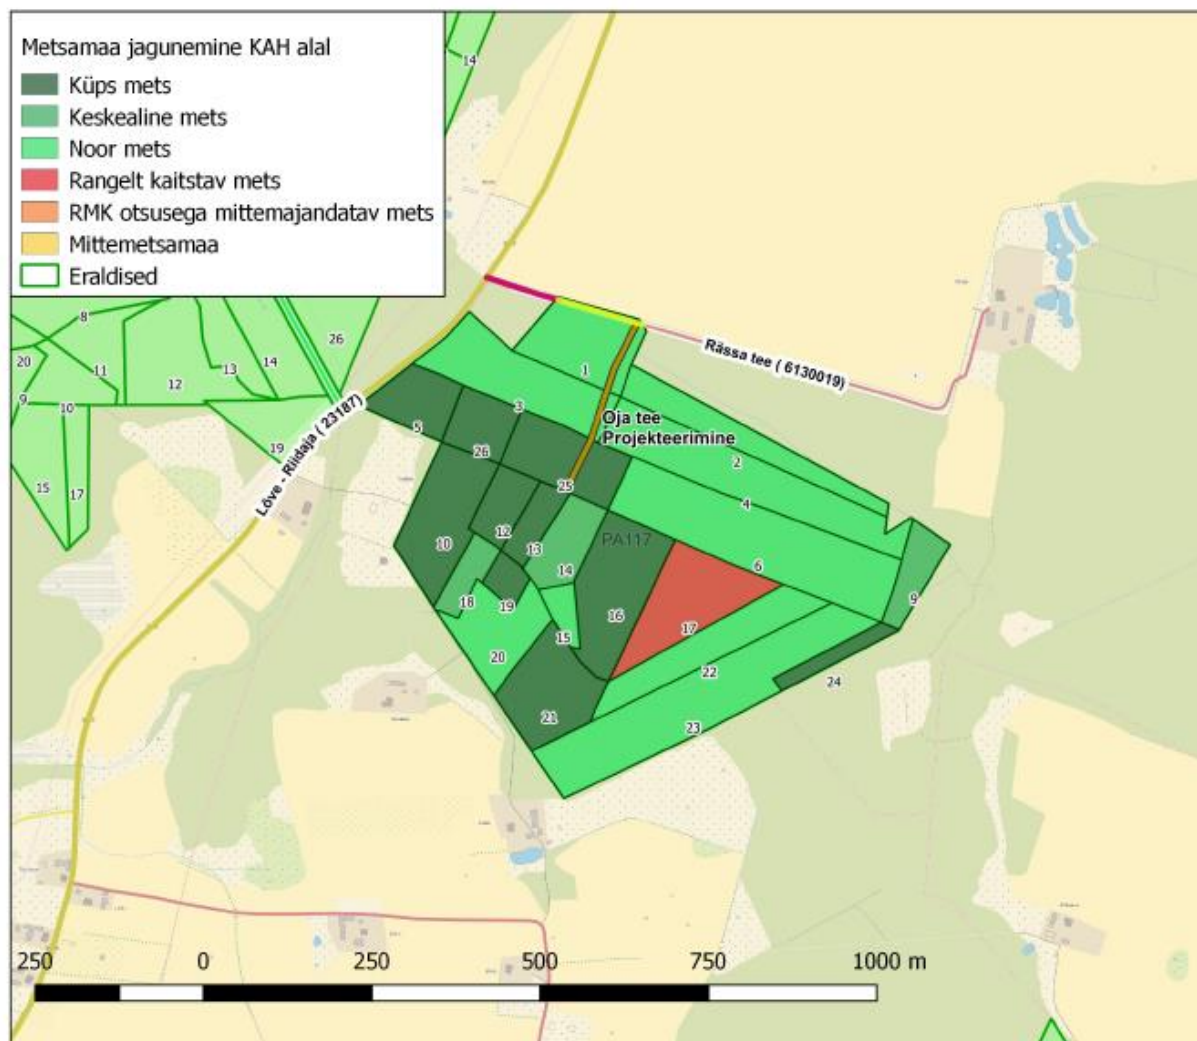 Metsamaa jagunemine KAH alal
Küps mets
Keskealine mets
Noor mets
Rangelt kaitstav mets
RMK otsusega mittemajandatav mets
Mittemetsamaa
Eraldised
14
8
26
20
11
13
14
12
9
10
19
15
17
Lõve - Riidaja ( 23187)
Rässa tee ( 6130019)
Oja tee
Projekteerimine
1
3
5
26
2
25
4
12
PA117
10
13
14
6
9
18
19
16
17
15
20
22
24
21
23
250
0
250
500
750
1000 m